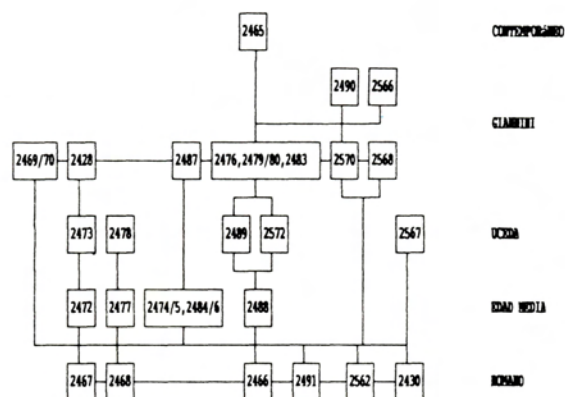 2465 CONTEMPORáNEO
2490 2566
GIANNINI
2469/70 2428 2487 2476,2479/80,2483 2570 2568
2473 2478 2489 2572 2567 UCEDA
2472 2477 2474/5,2484/6 2488 EDAD MEDIA
2467 2468 2466 2491 2562 2430 ROMANO